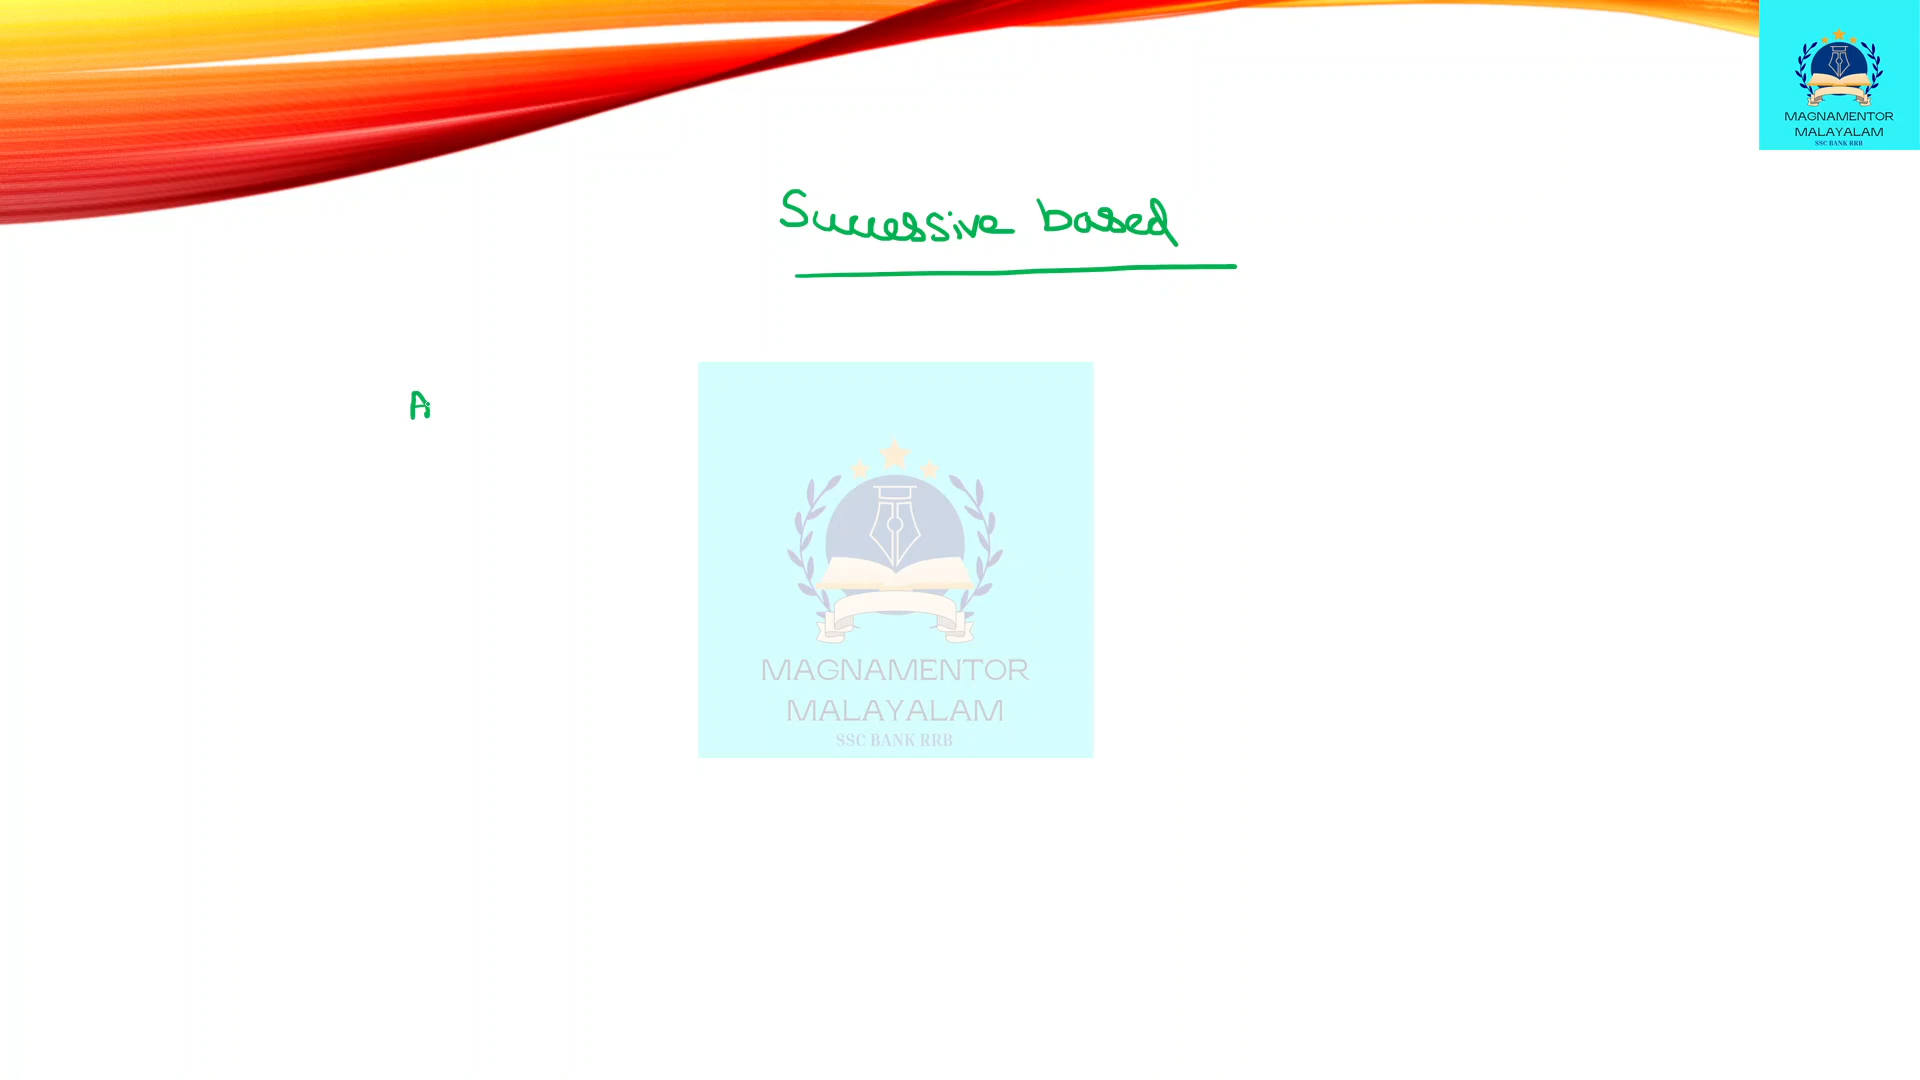 MAGNAMENTOR
MALAYALAM
SSC BANK RRB
Successive based
A
MAGNAMENTOR
MALAYALAM
SSC BANK RRB